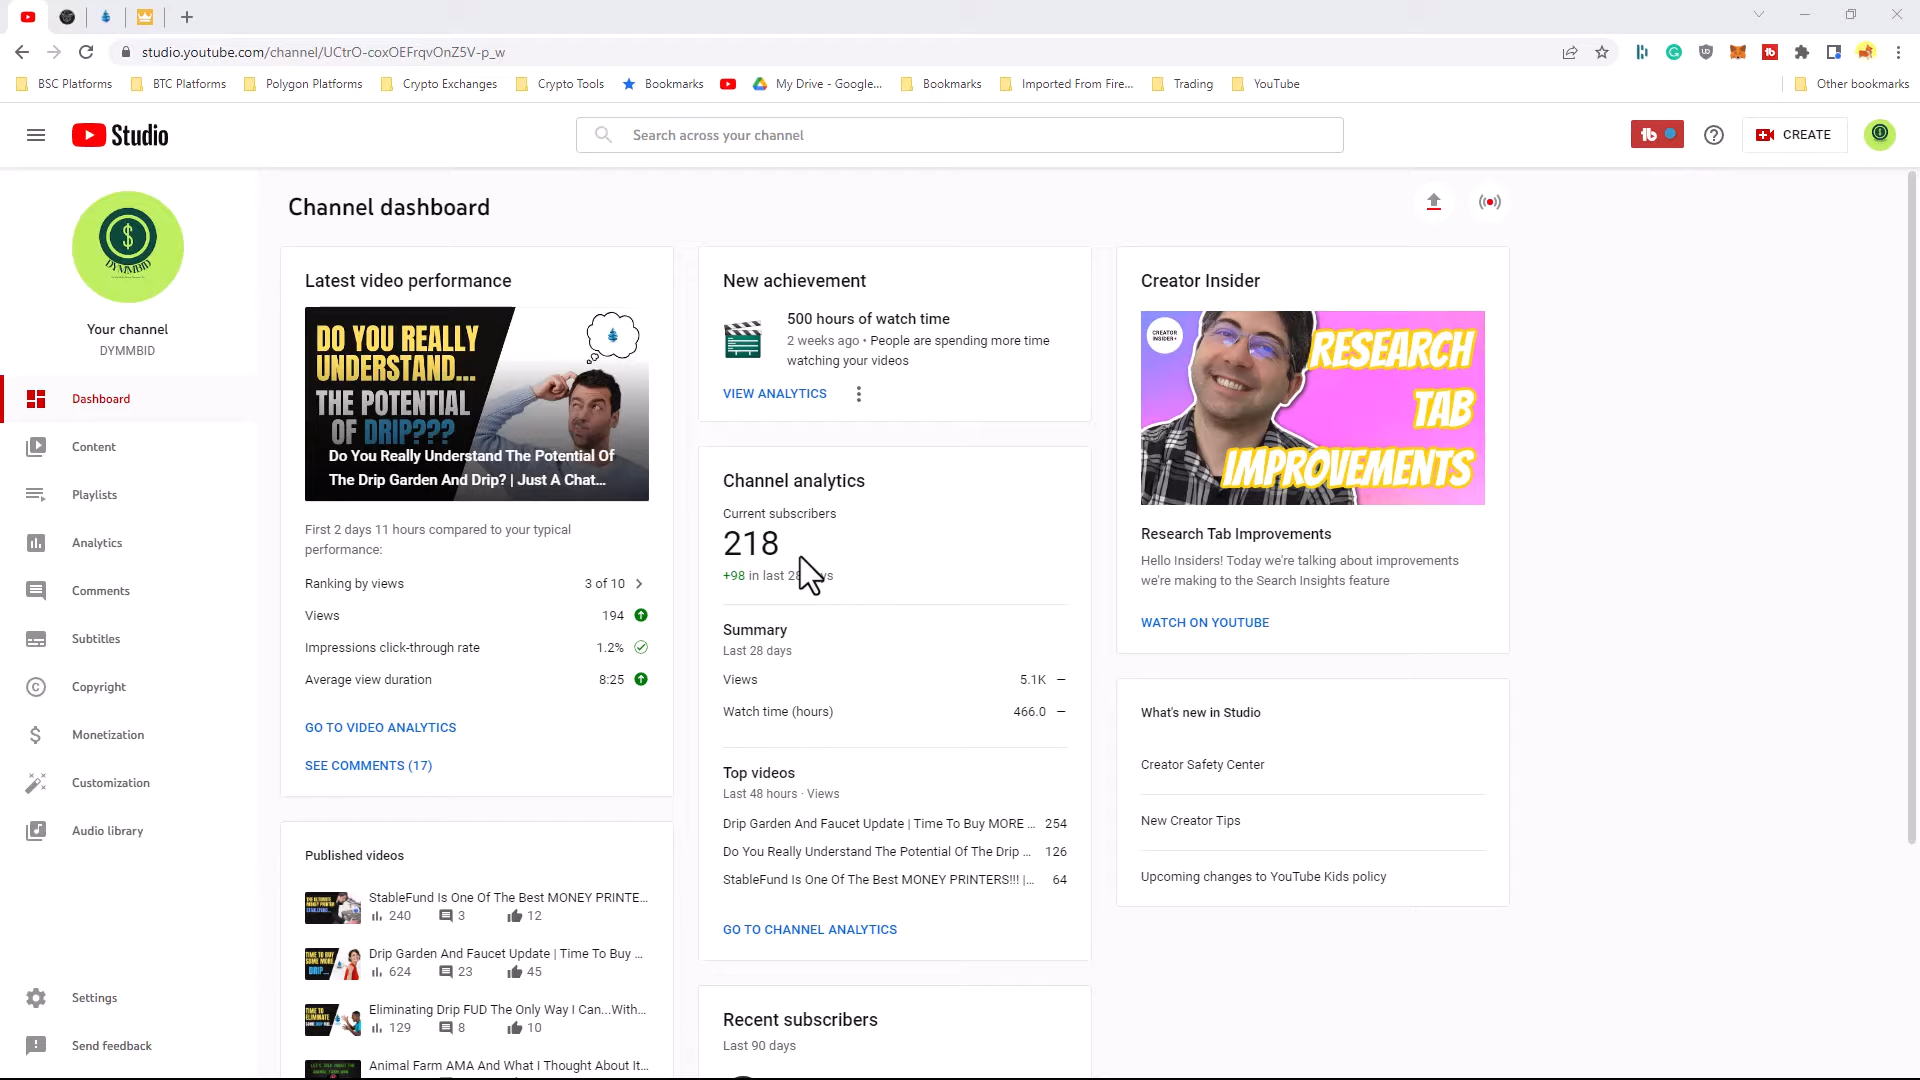 studio.youtube.com/channel/UCtrO-coxOEFrqvOnZ5V-p_w
BSC Platforms
BTC Platforms
Polygon Platforms
Crypto Exchanges
Crypto Tools
Bookmarks
My Drive - Google...
Bookmarks
Imported From Fire...
Trading
YouTube
Other bookmarks
Studio
Search across your channel
CREATE
DYMMBID
Your channel
DYMMBID
Dashboard
Content
Playlists
Analytics
Comments
Subtitles
Copyright
Monetization
Customization
Audio library
Settings
Send feedback
Channel dashboard
Latest video performance
DO YOU REALLY
UNDERSTAND...
THE POTENTIAL
OF DRIP???
Do You Really Understand The Potential Of
The Drip Garden And Drip? | Just A Chat...
First 2 days 11 hours compared to your typical
performance:
Ranking by views 3 of 10
Views 194
Impressions click-through rate 1.2%
Average view duration 8:25
GO TO VIDEO ANALYTICS
SEE COMMENTS (17)
Published videos
StableFund Is One Of The Best MONEY PRINTE...
240 3 12
Drip Garden And Faucet Update | Time To Buy ...
624 23 45
Eliminating Drip FUD The Only Way I Can...With...
129 8 10
Animal Farm AMA And What I Thought About It...
New achievement
500 hours of watch time
2 weeks ago • People are spending more time
watching your videos
VIEW ANALYTICS
Channel analytics
Current subscribers
218
+98 in last 28
Summary
Last 28 days
Views 5.1K —
Watch time (hours) 466.0 —
Top videos
Last 48 hours · Views
Drip Garden And Faucet Update | Time To Buy MORE ... 254
Do You Really Understand The Potential Of The Drip ... 126
StableFund Is One Of The Best MONEY PRINTERS!!! |... 64
GO TO CHANNEL ANALYTICS
Recent subscribers
Last 90 days
Creator Insider
CREATOR
INSIDER
RESEARCH
TAB
IMPROVEMENTS
Research Tab Improvements
Hello Insiders! Today we're talking about improvements
we're making to the Search Insights feature
WATCH ON YOUTUBE
What's new in Studio
Creator Safety Center
New Creator Tips
Upcoming changes to YouTube Kids policy